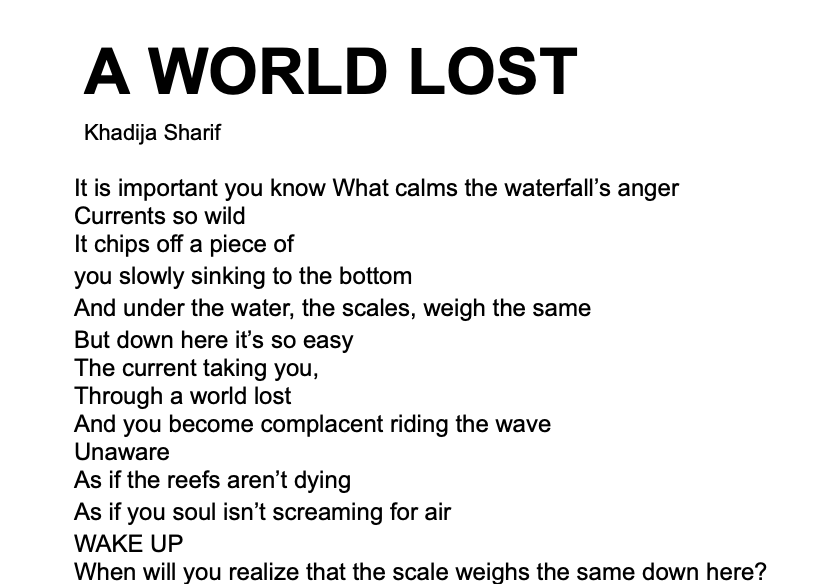 A WORLD LOST
Khadija Sharif
It is important you know What calms the waterfall’s anger
Currents so wild
It chips off a piece of
you slowly sinking to the bottom
And under the water, the scales, weigh the same
But down here it’s so easy
The current taking you,
Through a world lost
And you become complacent riding the wave
Unaware
As if the reefs aren’t dying
As if you soul isn’t screaming for air
WAKE UP
When will you realize that the scale weighs the same down here?